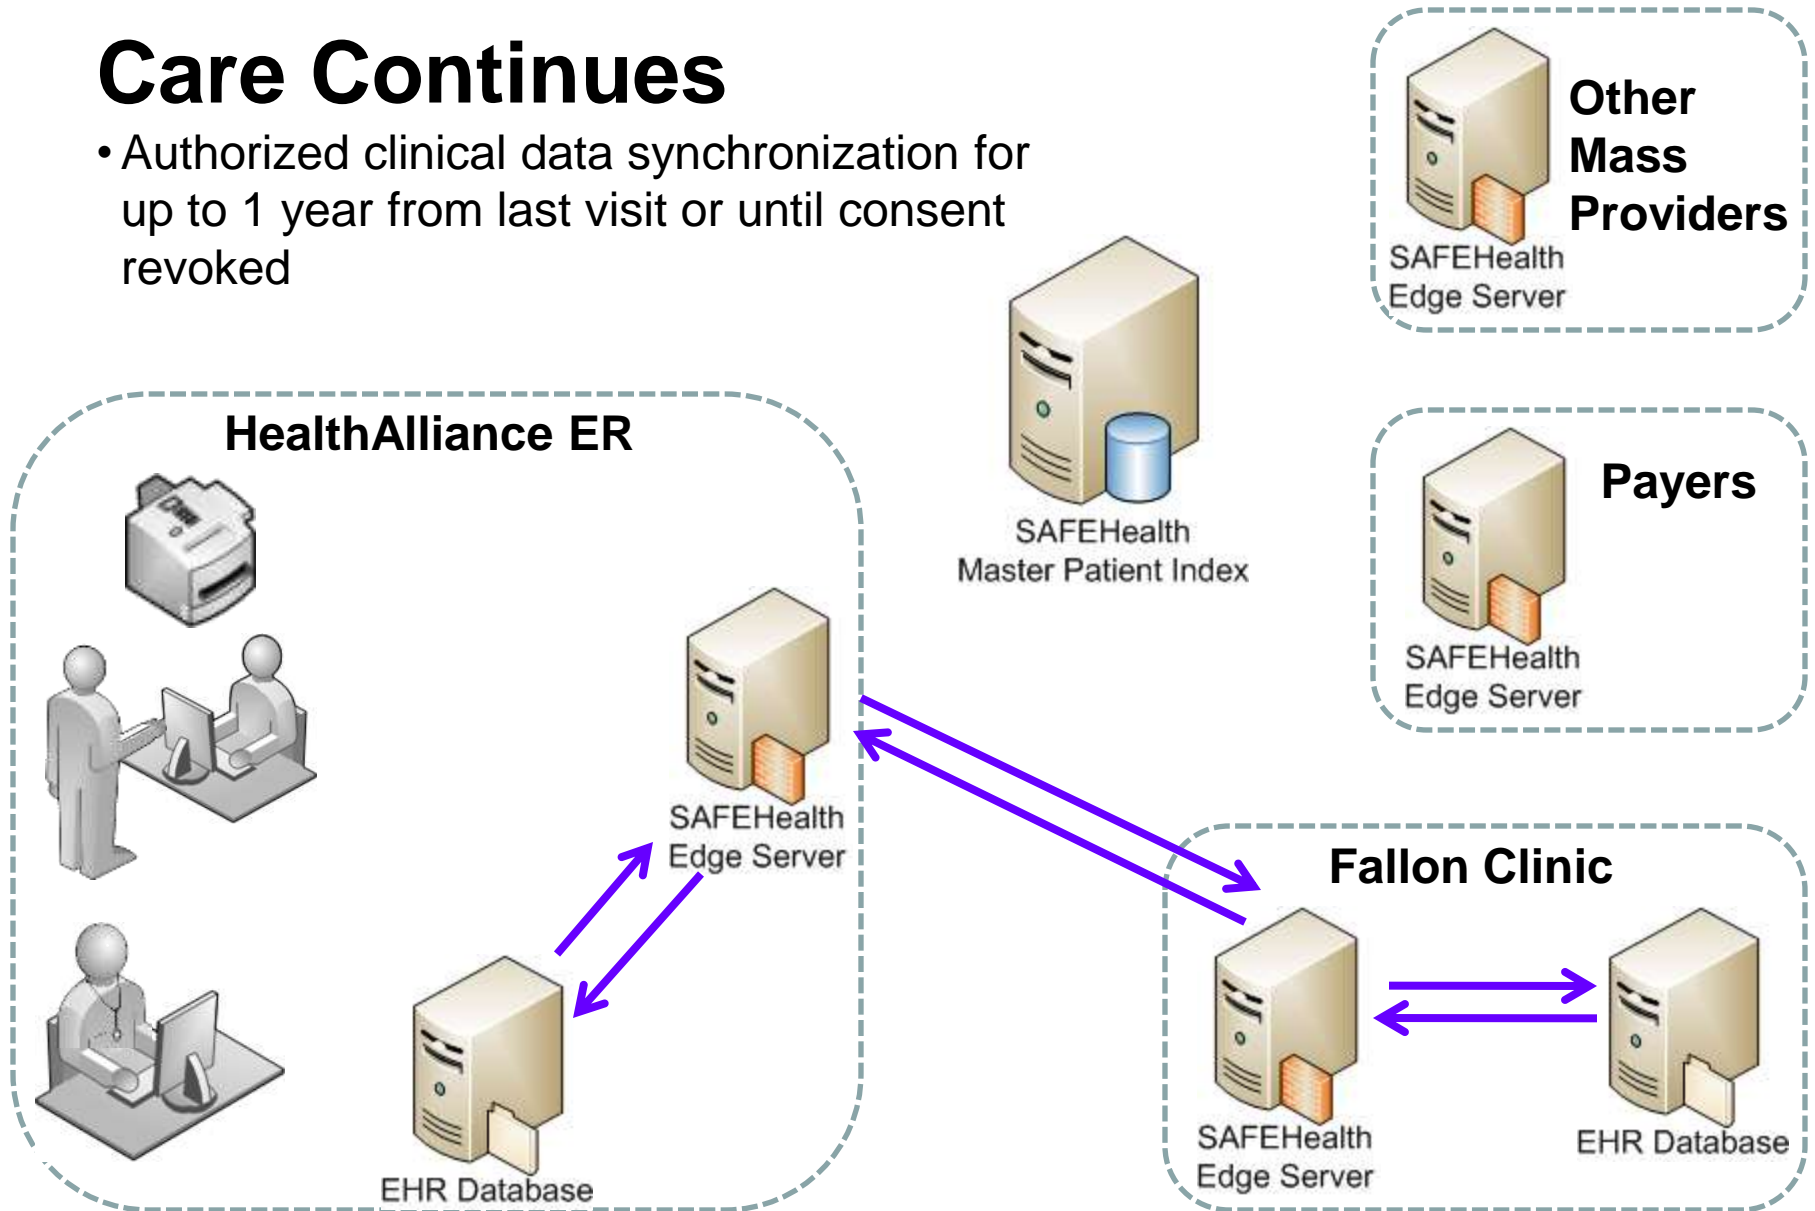 Care Continues
• Authorized clinical data synchronization for
up to 1 year from last visit or until consent
revoked
Other
Mass
Providers
SAFEHealth
Edge Server
SAFEHealth
Master Patient Index
Payers
SAFEHealth
Edge Server
HealthAlliance ER
SAFEHealth
Edge Server
EHR Database
Fallon Clinic
SAFEHealth
Edge Server
EHR Database